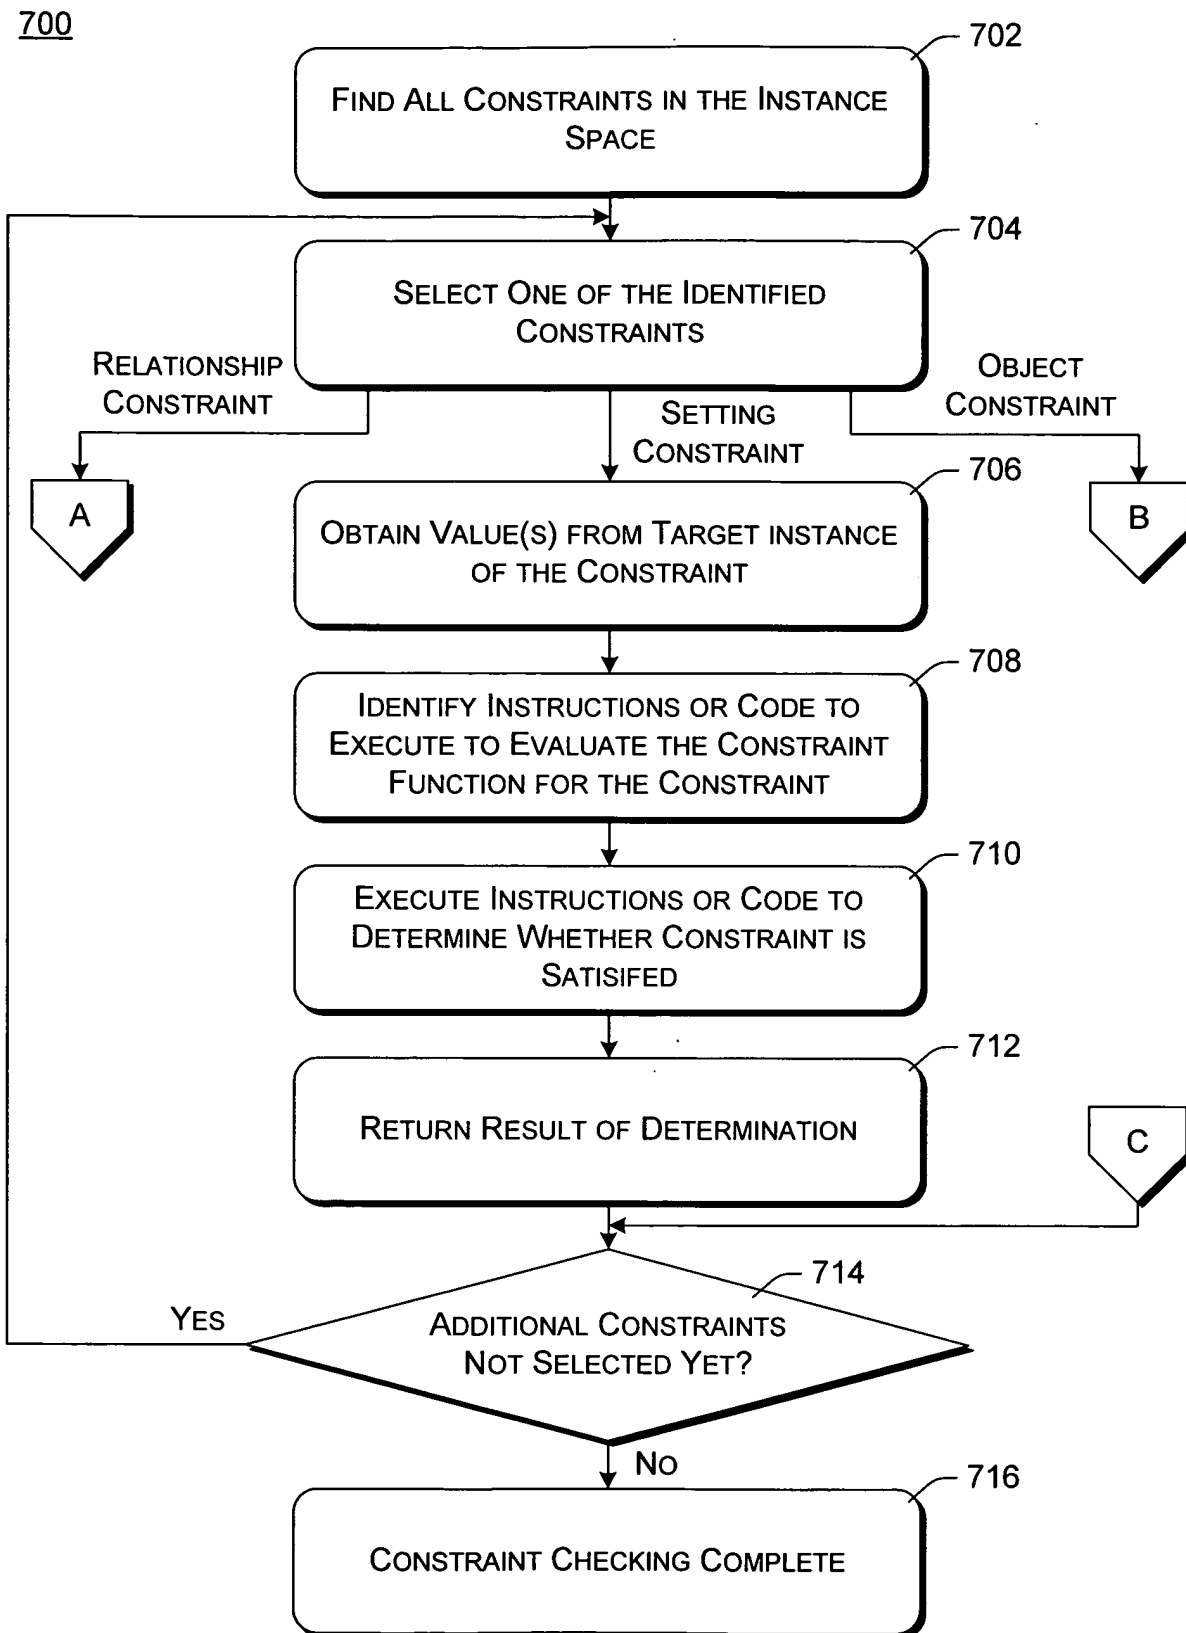 700
702
FIND ALL CONSTRAINTS IN THE INSTANCE
SPACE
704
SELECT ONE OF THE IDENTIFIED
CONSTRAINTS
RELATIONSHIP
CONSTRAINT
SETTING
CONSTRAINT
OBJECT
CONSTRAINT
A
B
706
OBTAIN VALUE(S) FROM TARGET INSTANCE
OF THE CONSTRAINT
708
IDENTIFY INSTRUCTIONS OR CODE TO
EXECUTE TO EVALUATE THE CONSTRAINT
FUNCTION FOR THE CONSTRAINT
710
EXECUTE INSTRUCTIONS OR CODE TO
DETERMINE WHETHER CONSTRAINT IS
SATISIFED
712
RETURN RESULT OF DETERMINATION
C
714
YES
ADDITIONAL CONSTRAINTS
NOT SELECTED YET?
NO
716
CONSTRAINT CHECKING COMPLETE